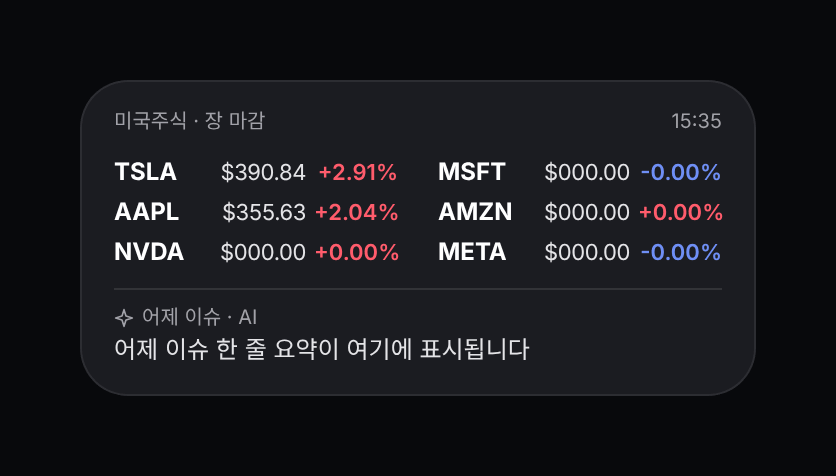 미국주식 · 장 마감 15:35
TSLA $390.84 +2.91% MSFT $000.00 -0.00%
AAPL $355.63 +2.04% AMZN $000.00 +0.00%
NVDA $000.00 +0.00% META $000.00 -0.00%
어제 이슈 · AI
어제 이슈 한 줄 요약이 여기에 표시됩니다